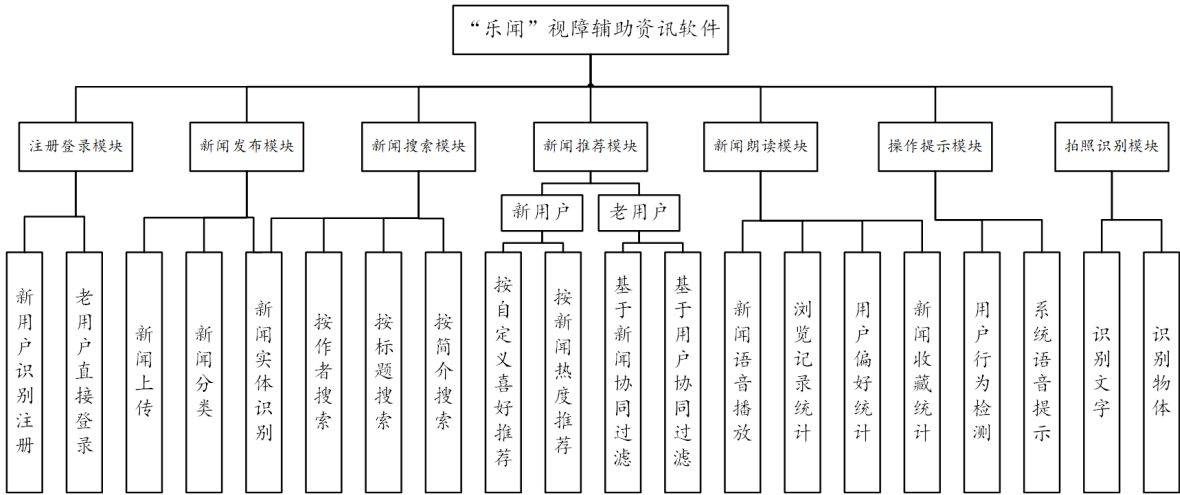 “乐闻”视障辅助资讯软件
注册登录模块
新闻发布模块
新闻搜索模块
新闻推荐模块
新闻朗读模块
操作提示模块
拍照识别模块
新用户
老用户
新用户识别注册
老用户直接登录
新闻上传
新闻分类
新闻实体识别
按作者搜索
按标题搜索
按简介搜索
按自定义喜好推荐
按新闻热度推荐
基于新闻协同过滤
基于用户协同过滤
新闻语音播放
浏览记录统计
用户偏好统计
新闻收藏统计
用户行为检测
系统语音提示
识别文字
识别物体